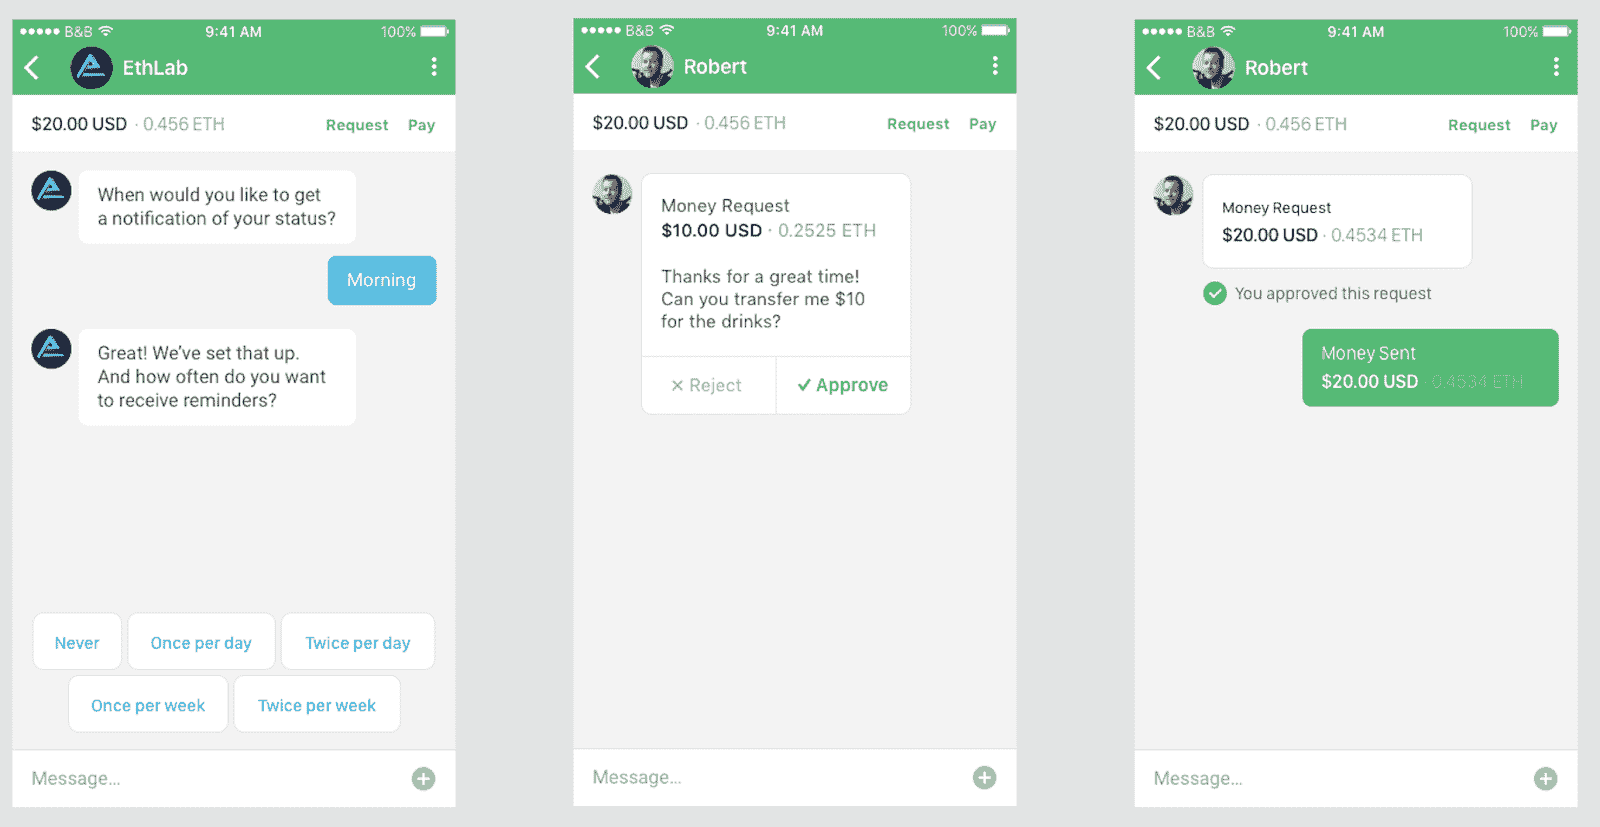 B&B 9:41 AM 100%
EthLab
$20.00 USD · 0.456 ETH Request Pay
When would you like to get
a notification of your status?
Morning
Great! We've set that up.
And how often do you want
to receive reminders?
Never Once per day Twice per day
Once per week Twice per week
Message...
B&B 9:41 AM 100%
Robert
$20.00 USD · 0.456 ETH Request Pay
Money Request
$10.00 USD · 0.2525 ETH
Thanks for a great time!
Can you transfer me $10
for the drinks?
Reject Approve
Message...
B&B 9:41 AM 100%
Robert
$20.00 USD · 0.456 ETH Request Pay
Money Request
$20.00 USD · 0.4534 ETH
You approved this request
Money Sent
$20.00 USD · 0.4534 ETH
Message...